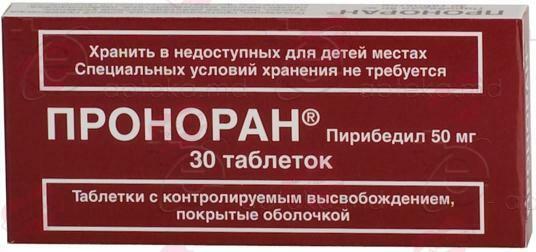 ПРОНОРАН
Хранить в недоступных для детей местах
Специальных условий хранения не требуется
ПРОНОРАН® Пирибедил 50 мг
30 таблеток
Таблетки с контролируемым высвобождением,
покрытые оболочкой